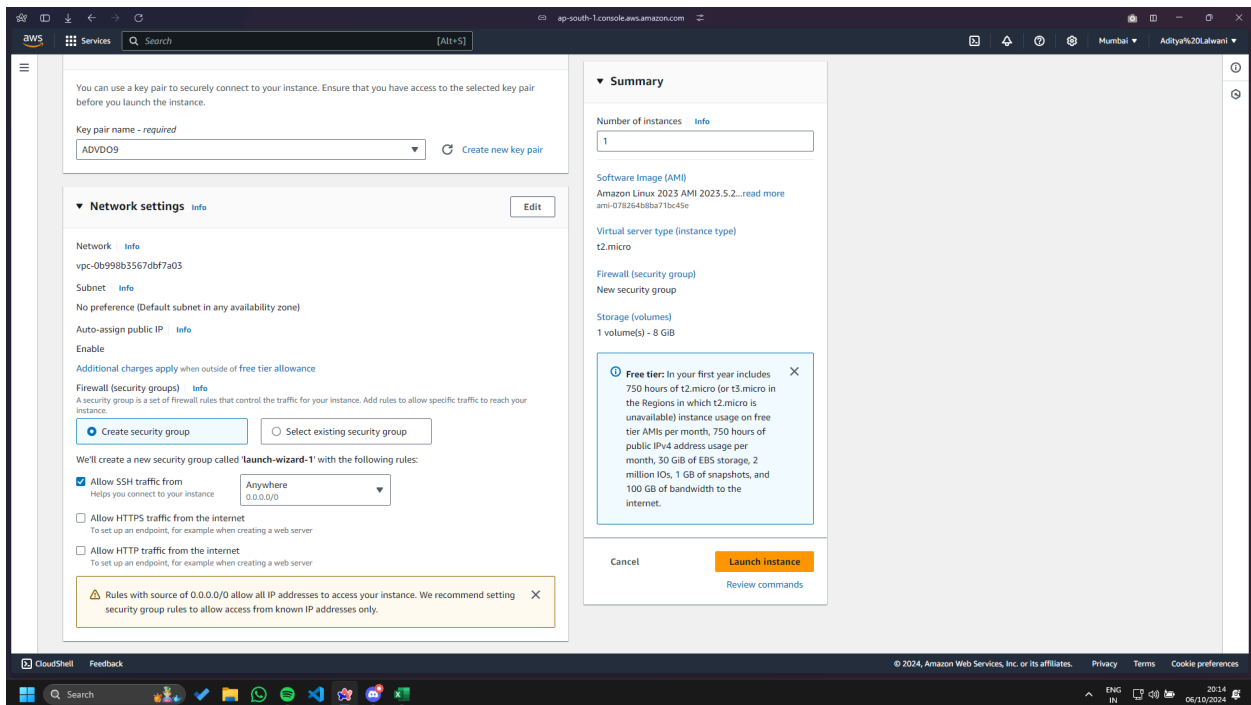 ap-south-1.console.aws.amazon.com
aws
Services
Search
[Alt+S]
Mumbai
Aditya%20Lalwani
You can use a key pair to securely connect to your instance. Ensure that you have access to the selected key pair
before you launch the instance.
Key pair name - required
ADVDO9
Create new key pair
Network settings Info
Edit
Network Info
vpc-0b998b3567dbf7a03
Subnet Info
No preference (Default subnet in any availability zone)
Auto-assign public IP Info
Enable
Additional charges apply when outside of free tier allowance
Firewall (security groups) Info
A security group is a set of firewall rules that control the traffic for your instance. Add rules to allow specific traffic to reach your
instance.
Create security group
Select existing security group
We'll create a new security group called 'launch-wizard-1' with the following rules:
Allow SSH traffic from
Helps you connect to your instance
Anywhere
0.0.0.0/0
Allow HTTPS traffic from the internet
To set up an endpoint, for example when creating a web server
Allow HTTP traffic from the internet
To set up an endpoint, for example when creating a web server
Rules with source of 0.0.0.0/0 allow all IP addresses to access your instance. We recommend setting
security group rules to allow access from known IP addresses only.
Summary
Number of instances Info
1
Software Image (AMI)
Amazon Linux 2023 AMI 2023.5.2...read more
ami-078264b8ba71bc45e
Virtual server type (instance type)
t2.micro
Firewall (security group)
New security group
Storage (volumes)
1 volume(s) - 8 GiB
Free tier: In your first year includes
750 hours of t2.micro (or t3.micro in
the Regions in which t2.micro is
unavailable) instance usage on free
tier AMIs per month, 750 hours of
public IPv4 address usage per
month, 30 GiB of EBS storage, 2
million IOs, 1 GB of snapshots, and
100 GB of bandwidth to the
internet.
Cancel
Launch instance
Review commands
CloudShell
Feedback
© 2024, Amazon Web Services, Inc. or its affiliates.
Privacy
Terms
Cookie preferences
Search
ENG
IN
20:14
06/10/2024